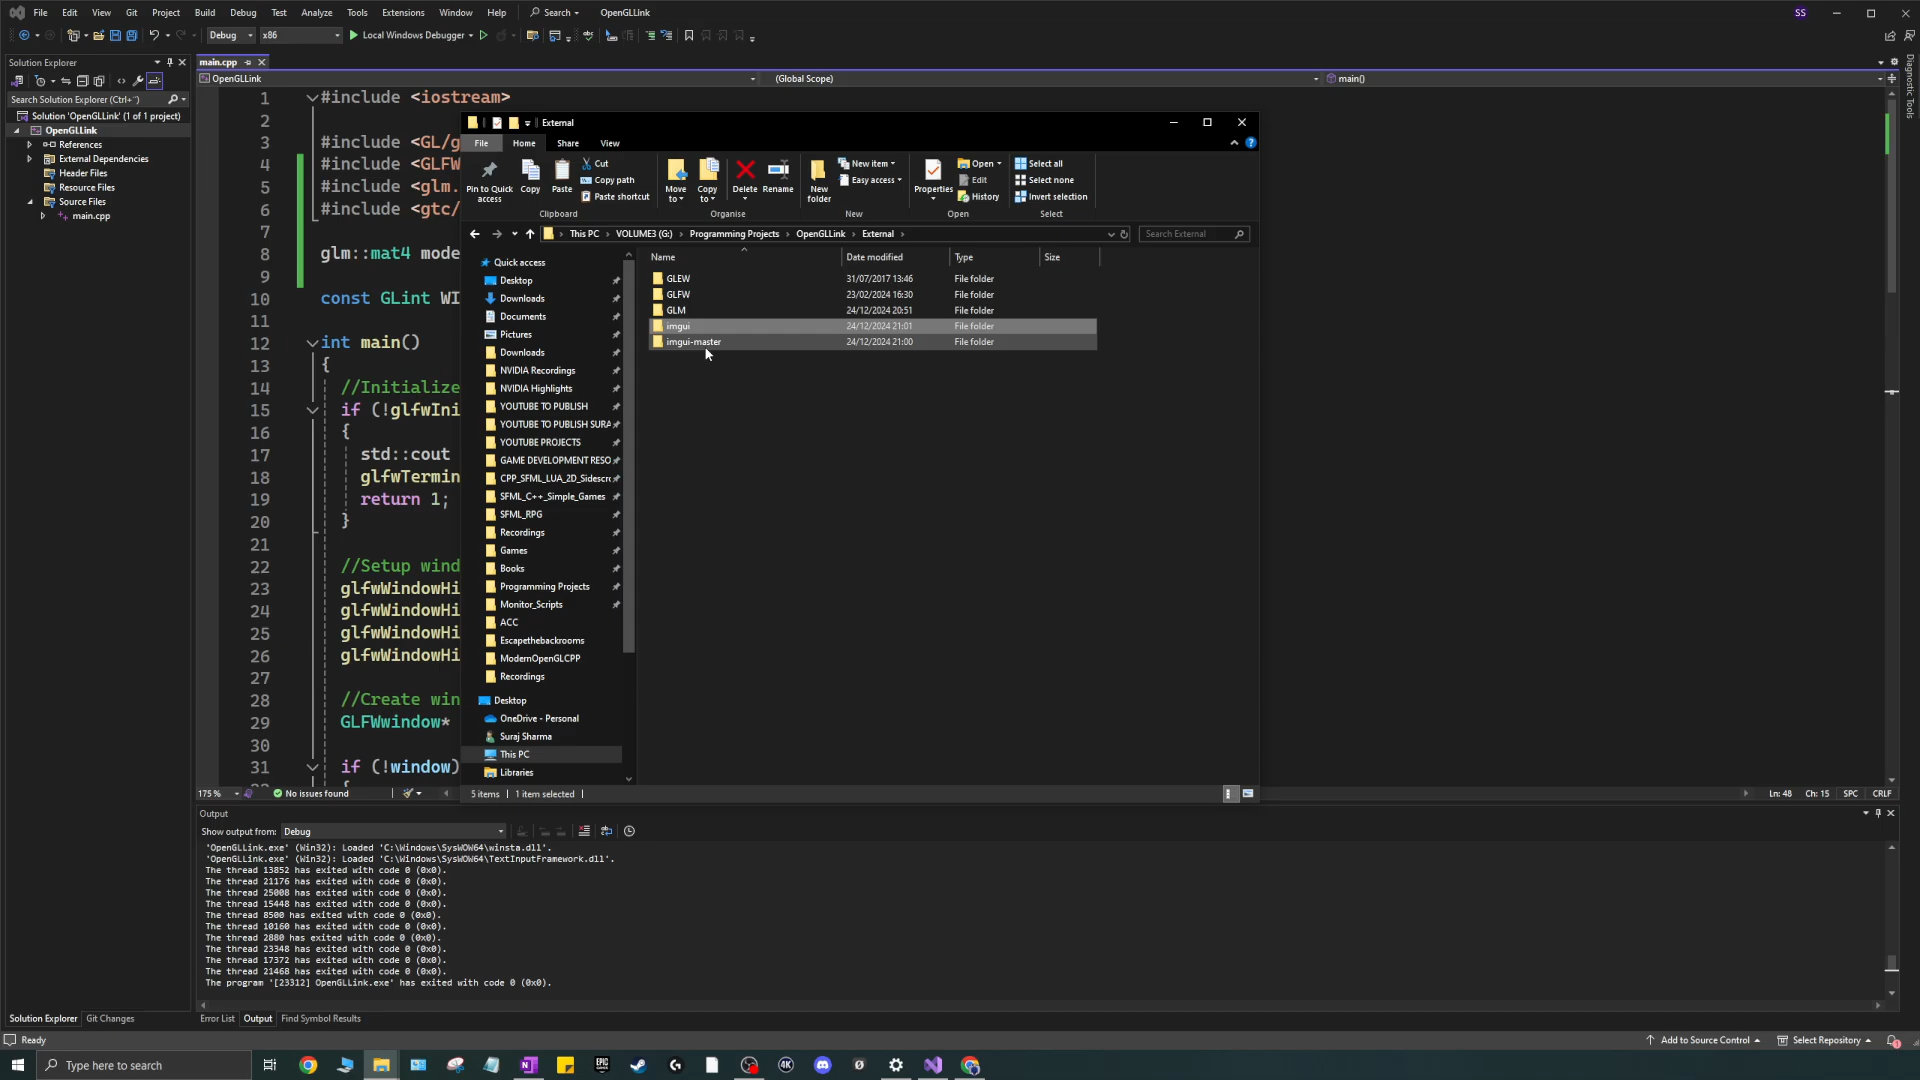 File Edit View Git Project Build Debug Test Analyze Tools Extensions Window Help Search OpenGLLink SS
Debug x86 Local Windows Debugger
Solution Explorer
Search Solution Explorer (Ctrl+¨)
Solution 'OpenGLLink' (1 of 1 project)
OpenGLLink
References
External Dependencies
Header Files
Resource Files
Source Files
main.cpp
main.cpp
OpenGLLink (Global Scope) main()
1 #include <iostream>
2
3 #include <GL/g
4 #include <GLFW
5 #include <glm.
6 #include <gtc/
7
8 glm::mat4 mode
9
10 const GLint WI
11
12 int main()
13 {
14 //Initialize
15 if (!glfwIni
16 {
17 std::cout
18 glfwTermin
19 return 1;
20 }
21
22 //Setup wind
23 glfwWindowHi
24 glfwWindowHi
25 glfwWindowHi
26 glfwWindowHi
27
28 //Create win
29 GLFWwindow*
30
31 if (!window)
External
File Home Share View
Pin to Quick access Copy Paste Cut Copy path Paste shortcut
Clipboard
Move to Copy to Delete Rename
Organise
New folder New item Easy access
New
Properties Open Edit History
Open
Select all Select none Invert selection
Select
This PC VOLUME3 (G:) Programming Projects OpenGLLink External Search External
Name Date modified Type Size
GLEW 31/07/2017 13:46 File folder
GLFW 23/02/2024 16:30 File folder
GLM 24/12/2024 20:51 File folder
imgui 24/12/2024 21:01 File folder
imgui-master 24/12/2024 21:00 File folder
Quick access
Desktop
Downloads
Documents
Pictures
Downloads
NVIDIA Recordings
NVIDIA Highlights
YOUTUBE TO PUBLISH
YOUTUBE TO PUBLISH SURA
YOUTUBE PROJECTS
GAME DEVELOPMENT RESO
CPP_SFML_LUA_2D_Sidescr
SFML_C++_Simple_Games
SFML_RPG
Recordings
Games
Books
Programming Projects
Monitor_Scripts
ACC
Escapethebackrooms
ModernOpenGLCPP
Recordings
Desktop
OneDrive - Personal
Suraj Sharma
This PC
Libraries
5 items 1 item selected
Diagnostic Tools
175 % No issues found Ln: 48 Ch: 15 SPC CRLF
Output
Show output from: Debug
'OpenGLLink.exe' (Win32): Loaded 'C:\Windows\SysWOW64\winsta.dll'.
'OpenGLLink.exe' (Win32): Loaded 'C:\Windows\SysWOW64\TextInputFramework.dll'.
The thread 13852 has exited with code 0 (0x0).
The thread 21176 has exited with code 0 (0x0).
The thread 25008 has exited with code 0 (0x0).
The thread 15448 has exited with code 0 (0x0).
The thread 8500 has exited with code 0 (0x0).
The thread 10160 has exited with code 0 (0x0).
The thread 2880 has exited with code 0 (0x0).
The thread 23348 has exited with code 0 (0x0).
The thread 17372 has exited with code 0 (0x0).
The thread 21468 has exited with code 0 (0x0).
The program '[23312] OpenGLLink.exe' has exited with code 0 (0x0).
Solution Explorer Git Changes Error List Output Find Symbol Results
Ready Add to Source Control Select Repository
Type here to search